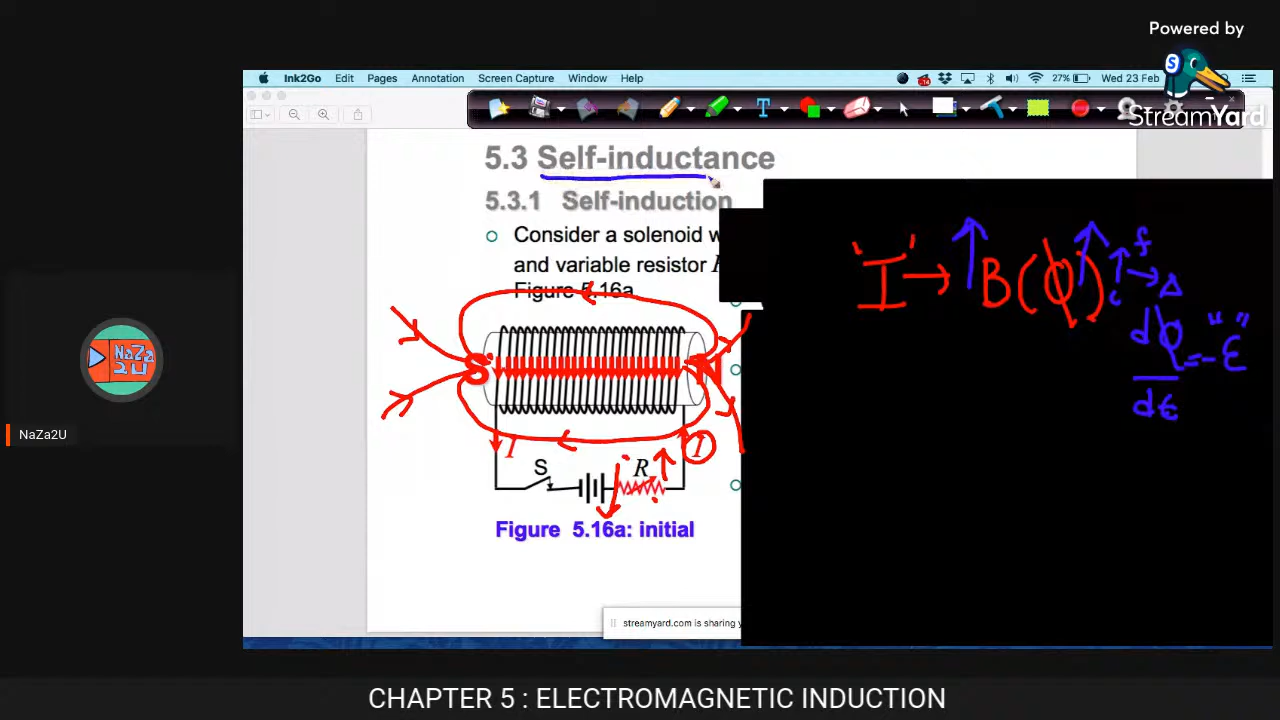 Powered by
StreamYard
Ink2Go Edit Pages Annotation Screen Capture Window Help 27% Wed 23 Feb
5.3 Self-inductance
5.3.1 Self-induction
Consider a solenoid w
and variable resistor R
Figure 5.16a
'I' → B(ϕ)
f
i → Δ
dϕ = - "ε"
dt
S N
I I
S R
Figure 5.16a: initial
streamyard.com is sharing y
NaZa
2U
NaZa2U
CHAPTER 5 : ELECTROMAGNETIC INDUCTION